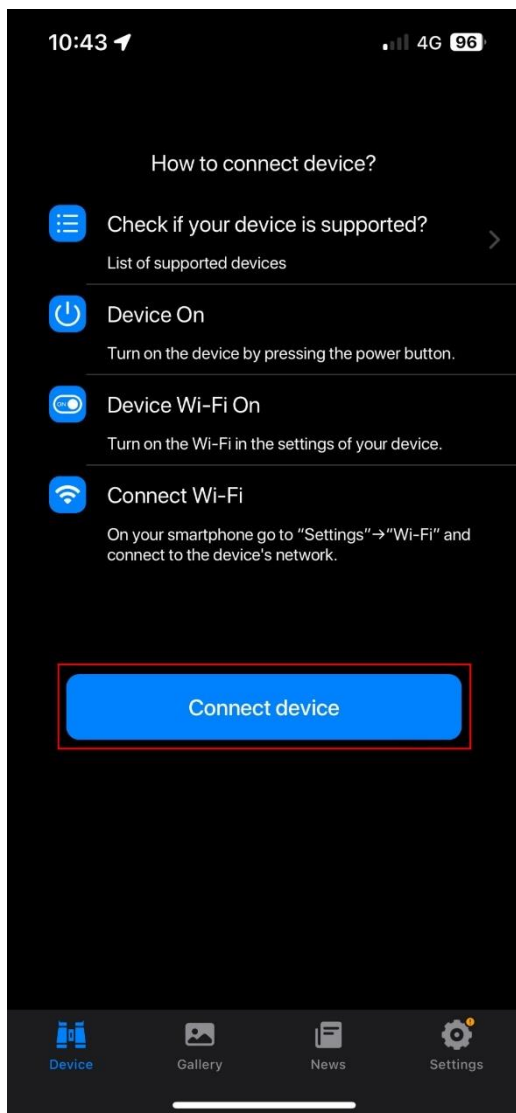 10:43 4G 96
How to connect device?
Check if your device is supported?
List of supported devices
Device On
Turn on the device by pressing the power button.
ON
Device Wi-Fi On
Turn on the Wi-Fi in the settings of your device.
Connect Wi-Fi
On your smartphone go to “Settings”→“Wi-Fi” and
connect to the device's network.
Connect device
Device Gallery News Settings